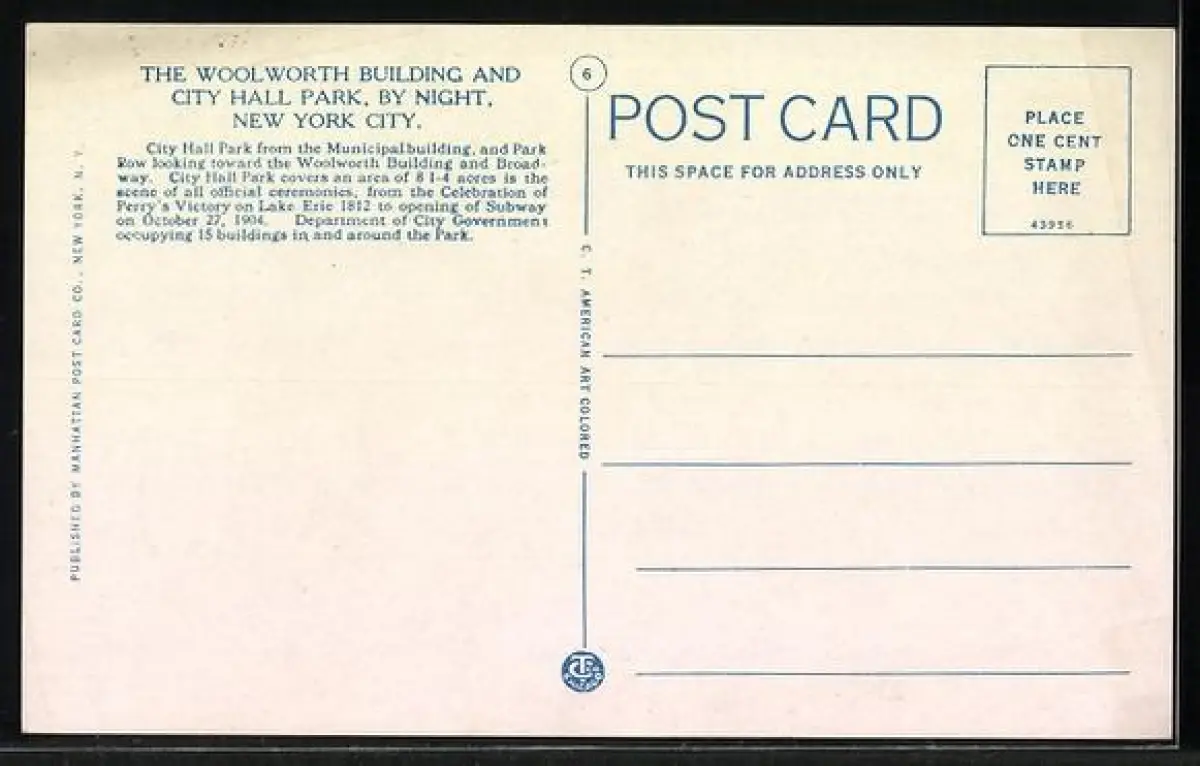 THE WOOLWORTH BUILDING AND
CITY HALL PARK, BY NIGHT,
NEW YORK CITY.
City Hall Park from the Municipalbuilding, and Park
Row looking toward the Woolworth Building and Broad-
way. City Hall Park covers an area of 8 1-4 acres is the
scene of all official ceremonies, from the Celebration of
Perry's Victory on Lake Erie 1812 to opening of Subway
on October 27, 1904. Department of City Government
occupying 15 buildings in and around the Park.
PUBLISHED BY MANHATTAN POST CARD CO., NEW YORK, N. Y.
6
C. T. AMERICAN ART COLORED
CT
CHICAGO
POST CARD
THIS SPACE FOR ADDRESS ONLY
PLACE
ONE CENT
STAMP
HERE
43956